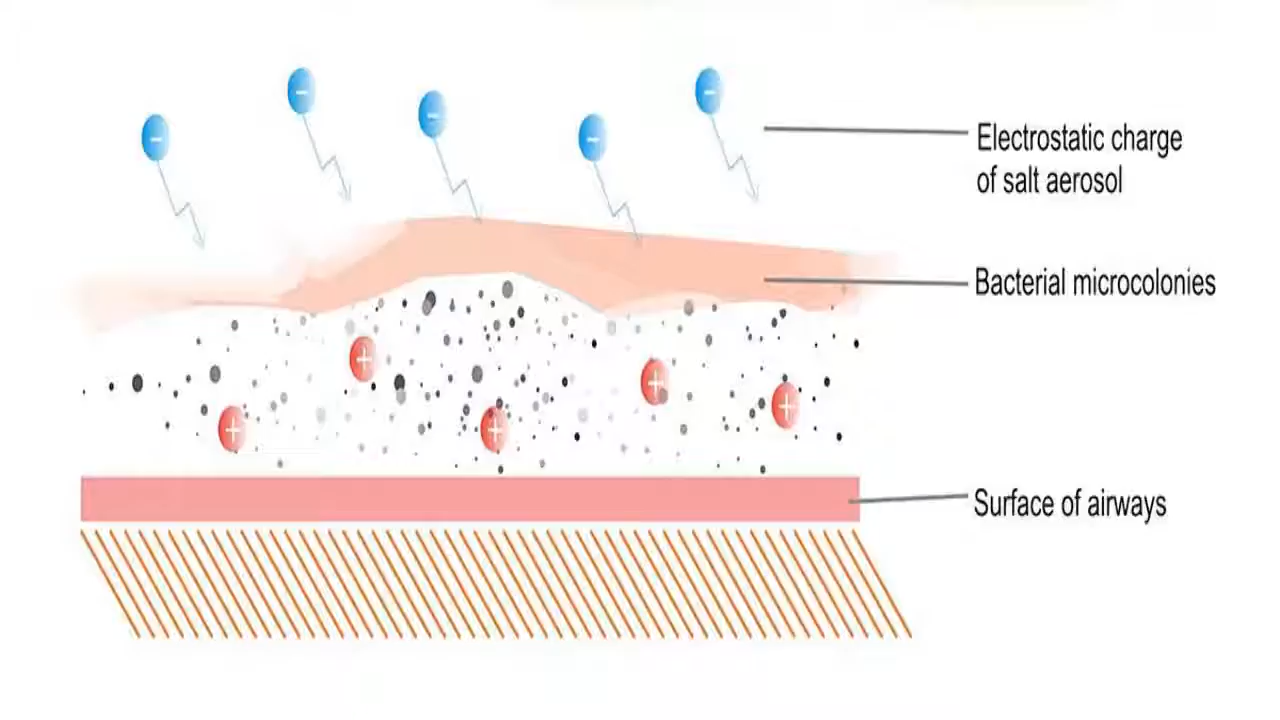 Electrostatic charge
of salt aerosol
Bacterial microcolonies
Surface of airways